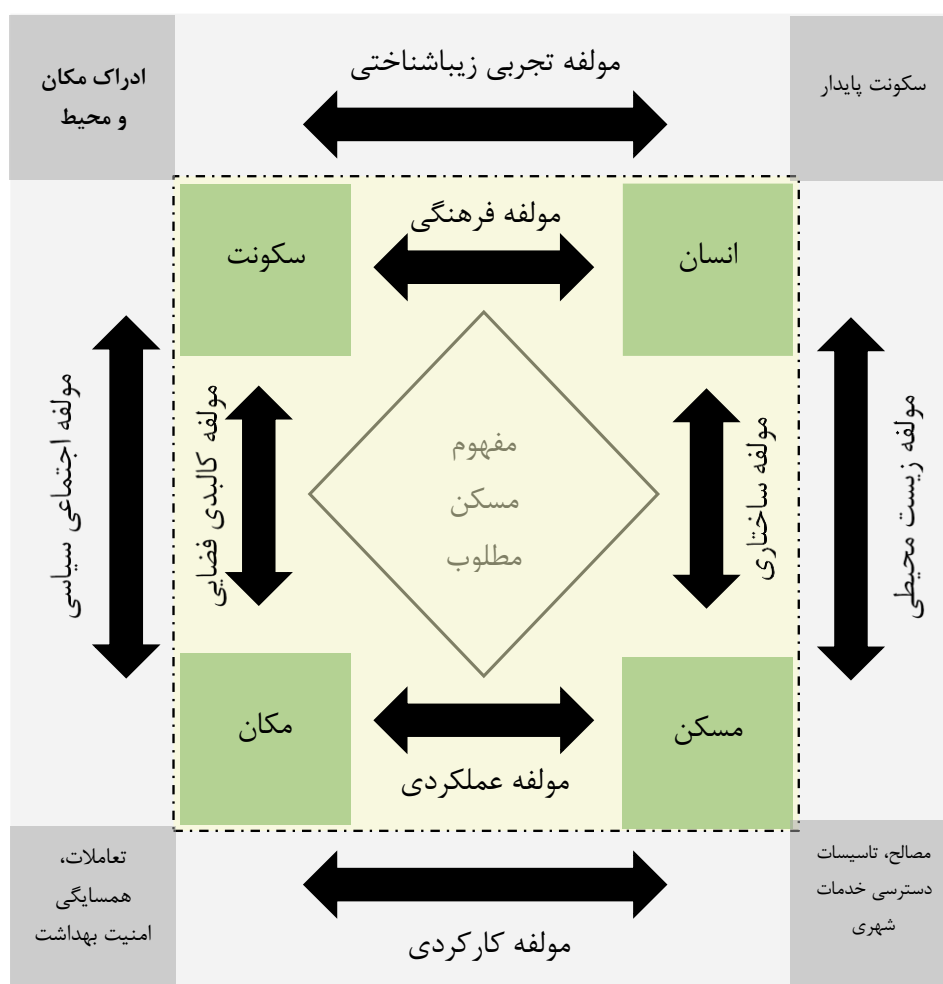 سکونت پایدار
مولفه تجربی زیباشناختی
ادراک مکان
و محیط
انسان
مولفه فرهنگی
سکونت
مولفه زیست محیطی
مولفه ساختاری
مفهوم
مسکن
مطلوب
مولفه کالبدی فضایی
مولفه اجتماعی سیاسی
مسکن
مولفه عملکردی
مکان
مصالح، تاسیسات
دسترسی خدمات
شهری
مولفه کارکردی
تعاملات،
همسایگی
امنیت بهداشت